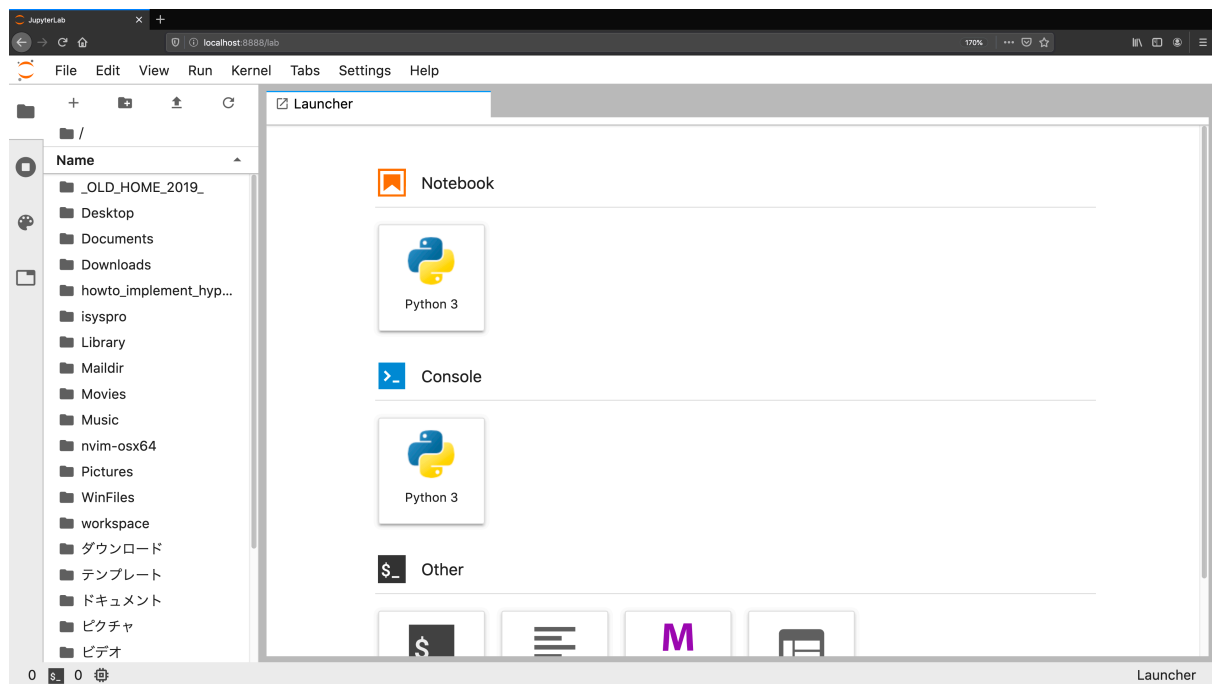 JupyterLab
localhost:8888/lab
170%
File Edit View Run Kernel Tabs Settings Help
Launcher
/
Name
_OLD_HOME_2019_
Desktop
Documents
Downloads
howto_implement_hyp...
isyspro
Library
Maildir
Movies
Music
nvim-osx64
Pictures
WinFiles
workspace
ダウンロード
テンプレート
ドキュメント
ピクチャ
ビデオ
Notebook
Python 3
Console
Python 3
$_ Other
$
M
0 $_ 0
Launcher